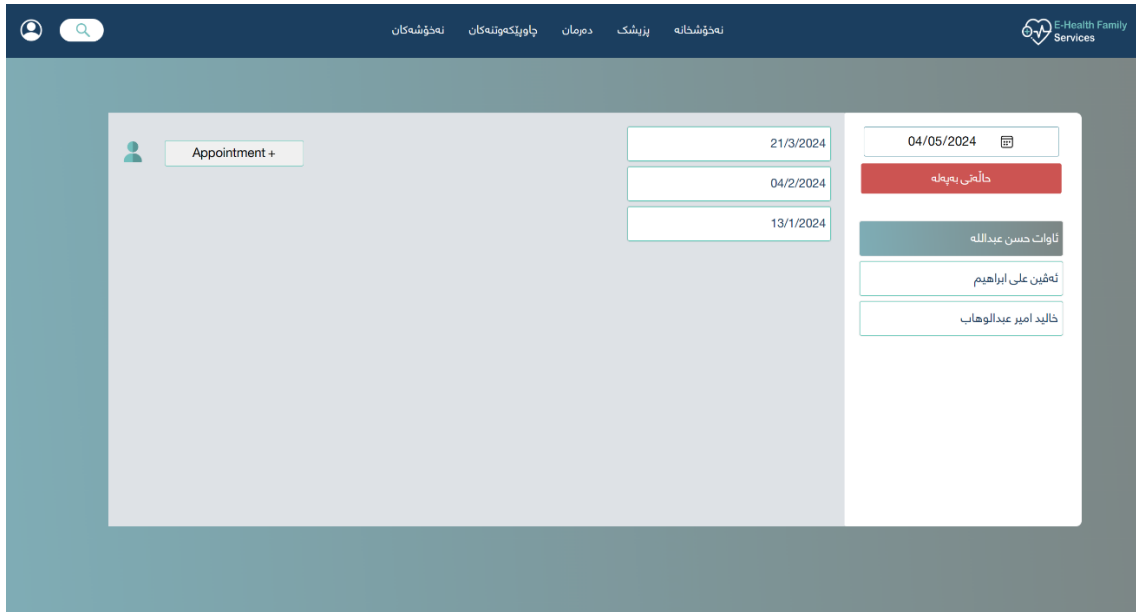 E-Health Family
Services
نەخۆشخانە
پزیشک
دەرمان
چاوپێکەوتنەکان
نەخۆشەکان
04/05/2024
حاڵەتی بەپەلە
ئاوات حسن عبدالله
ئەڤین علی ابراهیم
خالید امیر عبدالوهاب
21/3/2024
04/2/2024
13/1/2024
Appointment +